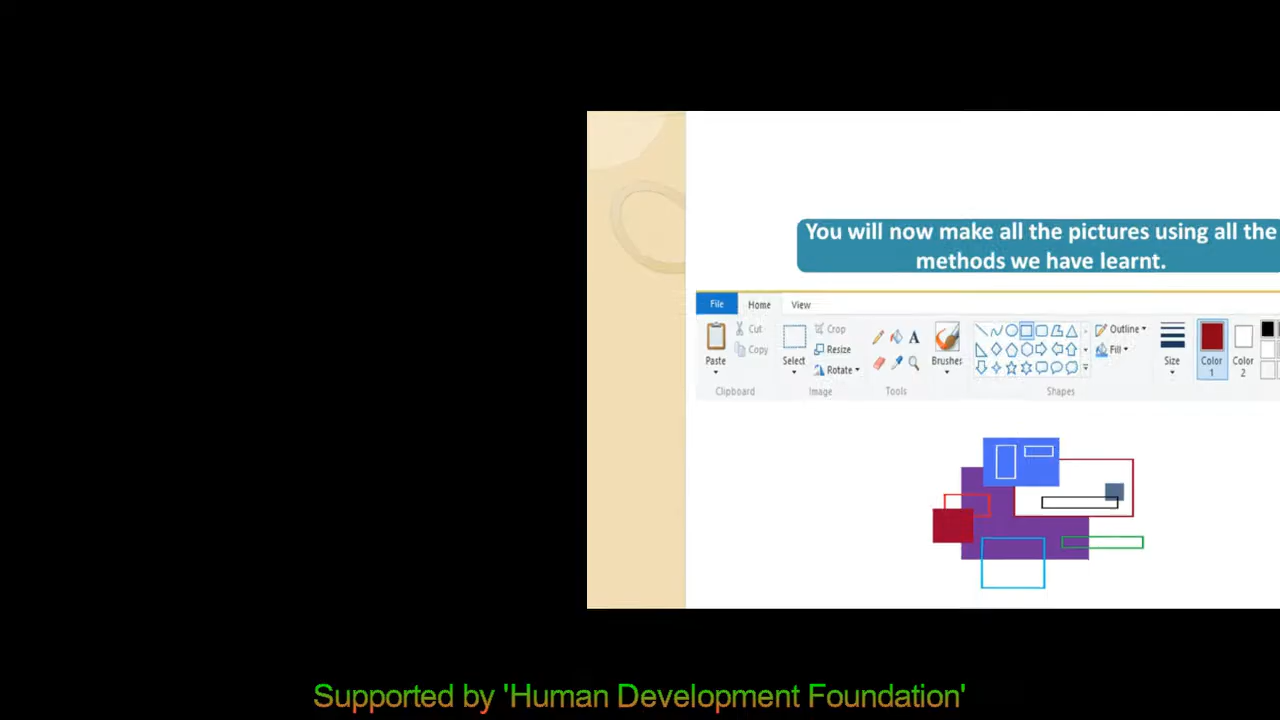 You will now make all the pictures using all the
methods we have learnt.
File Home View
Cut Crop Outline
Copy Resize Fill
Paste Select Rotate Brushes Size Color Color
1 2
Clipboard Image Tools Shapes
Supported by 'Human Development Foundation'